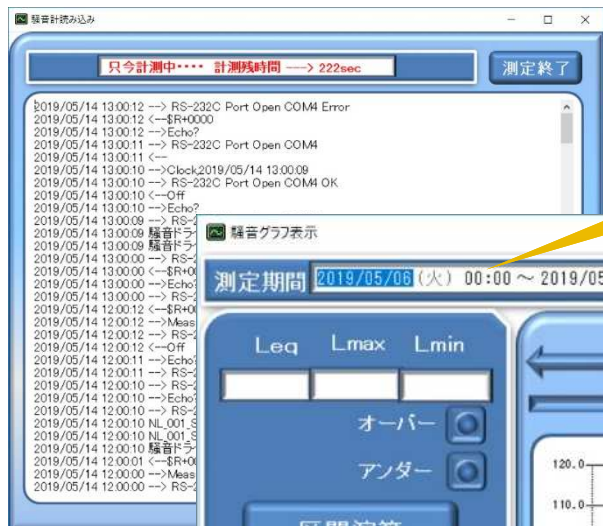 騒音計読み込み
只今計測中････ 計測残時間 ---> 222sec
測定終了
2019/05/14 13:00:12 --> RS-232C Port Open COM4 Error
2019/05/14 13:00:12 <--$R+0000
2019/05/14 13:00:12 -->Echo?
2019/05/14 13:00:11 --> RS-232C Port Open COM4
2019/05/14 13:00:11 <--
2019/05/14 13:00:10 -->Clock,2019/05/14 13:00:09
2019/05/14 13:00:10 --> RS-232C Port Open COM4 OK
2019/05/14 13:00:10 <--Off
2019/05/14 13:00:10 -->Echo?
2019/05/14 13:00:09 --> RS-2
2019/05/14 13:00:09 騒音ドラ
2019/05/14 13:00:09 騒音ドラ
2019/05/14 13:00:00 --> RS-2
2019/05/14 13:00:00 <--$R+0
2019/05/14 13:00:00 -->Echo?
2019/05/14 13:00:00 --> RS-2
2019/05/14 12:00:12 <--$R+0
2019/05/14 12:00:12 -->Meas
2019/05/14 12:00:12 --> RS-2
2019/05/14 12:00:12 <--Off
2019/05/14 12:00:11 -->Echo?
2019/05/14 12:00:11 --> RS-2
2019/05/14 12:00:10 --> RS-2
2019/05/14 12:00:10 -->Echo?
2019/05/14 12:00:10 --> RS-2
2019/05/14 12:00:10 NL_001_S
2019/05/14 12:00:10 NL_001_S
2019/05/14 12:00:10 騒音ドラ
2019/05/14 12:00:01 <--$R+0
2019/05/14 12:00:00 -->Meas
2019/05/14 12:00:00 --> RS-2
騒音グラフ表示
測定期間 2019/05/06 (火) 00:00 ～ 2019/05
Leq Lmax Lmin
オーバー
アンダー
120.0
110.0